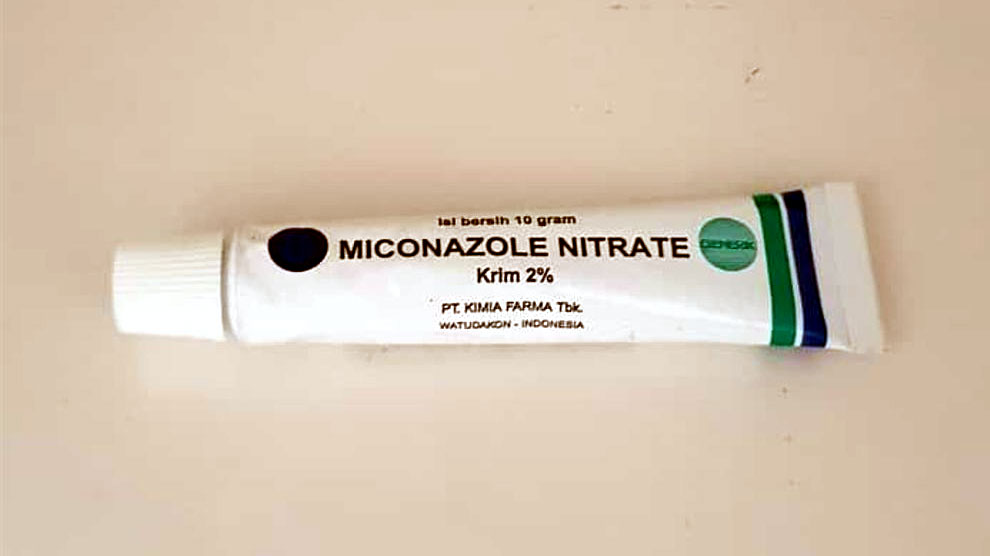 Isi bersih 10 gram
MICONAZOLE NITRATE
GENERIK
Krim 2%
PT. KIMIA FARMA Tbk.
WATUDAKON - INDONESIA